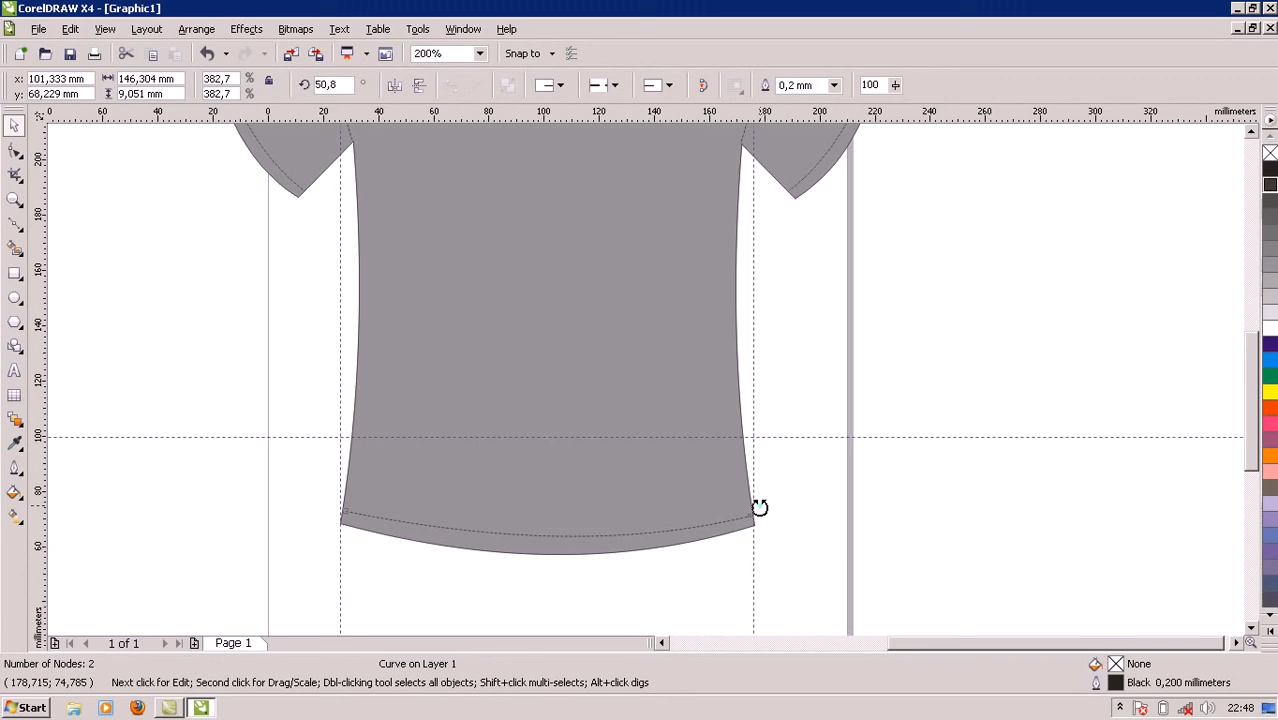 CorelDRAW X4 - [Graphic1]
File Edit View Layout Arrange Effects Bitmaps Text Table Tools Window Help
200% Snap to
x: 101,333 mm 146,304 mm 382,7 % 50,8 ° 0,2 mm 100
y: 68,229 mm 9,051 mm 382,7 %
60 40 20 0 20 40 60 80 100 120 140 160 180 200 220 240 260 280 300 320 millimeters
200
180
160
140
120
100
80
60
millimeters
1 of 1 Page 1
Number of Nodes: 2 Curve on Layer 1 None
( 178,715; 74,785 ) Next click for Edit; Second click for Drag/Scale; Dbl-clicking tool selects all objects; Shift+click multi-selects; Alt+click digs Black 0,200 millimeters
Start 22:48